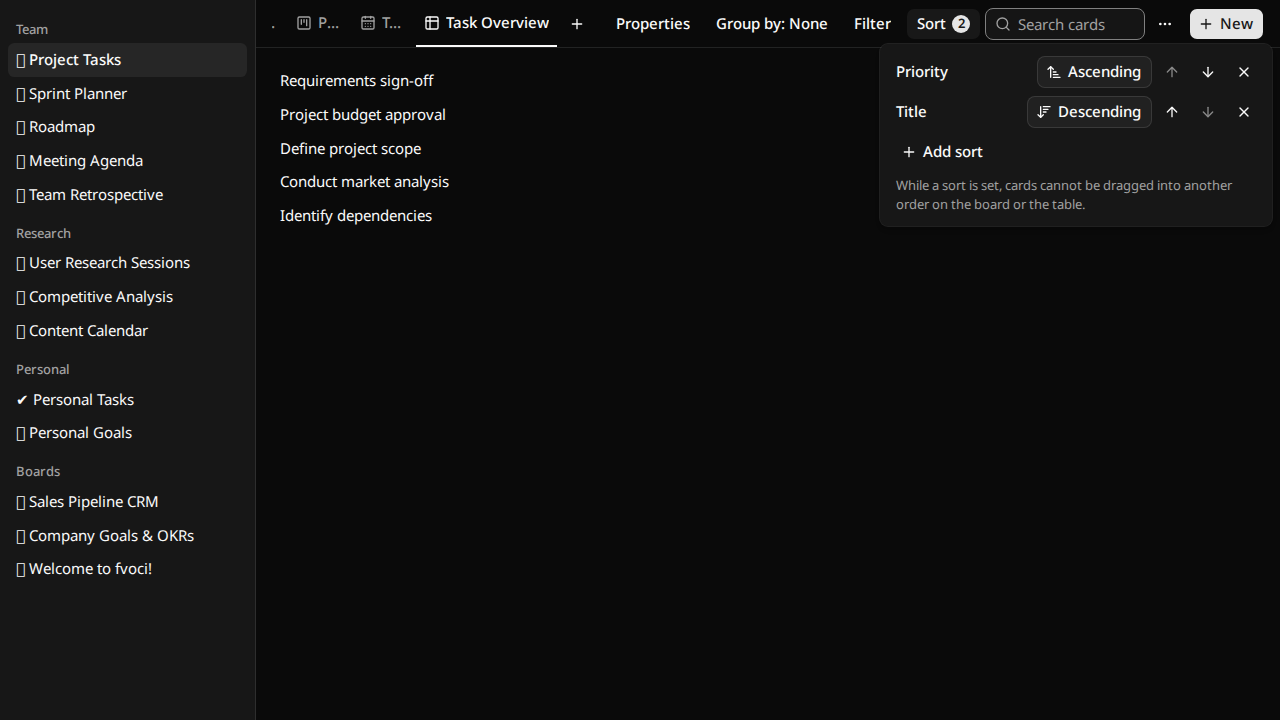 Team
Project Tasks
Sprint Planner
Roadmap
Meeting Agenda
Team Retrospective
Research
User Research Sessions
Competitive Analysis
Content Calendar
Personal
✔ Personal Tasks
Personal Goals
Boards
Sales Pipeline CRM
Company Goals & OKRs
Welcome to fvoci!
P... T... Task Overview Properties Group by: None Filter Sort 2 Search cards ... New
Requirements sign-off
Project budget approval
Define project scope
Conduct market analysis
Identify dependencies
Priority Ascending
Title Descending
Add sort
While a sort is set, cards cannot be dragged into another
order on the board or the table.